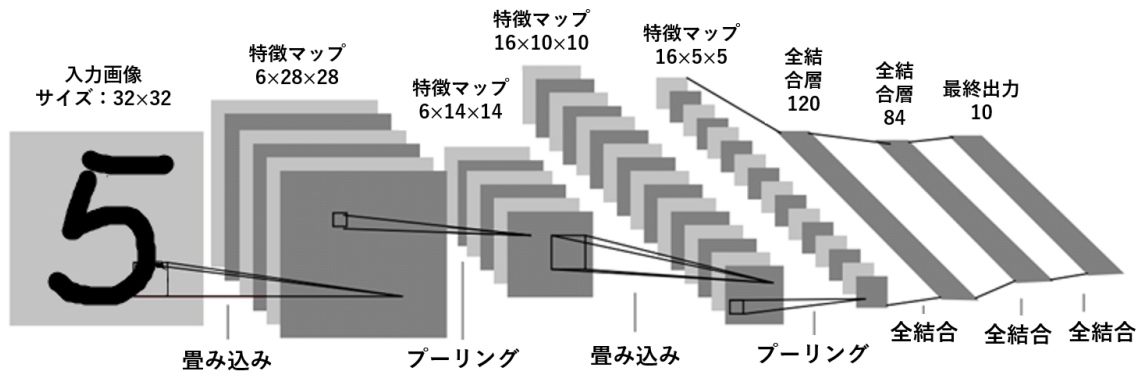 入力画像
サイズ：32×32
5
特徴マップ
6×28×28
特徴マップ
6×14×14
特徴マップ
16×10×10
特徴マップ
16×5×5
全結
合層
120
全結
合層
84
最終出力
10
畳み込み
プーリング
畳み込み
プーリング
全結合
全結合
全結合